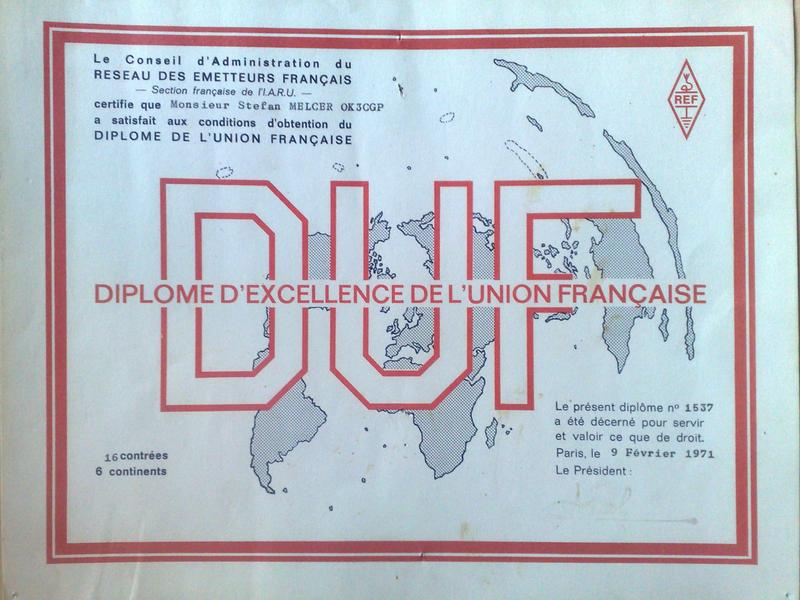 Le Conseil d'Administration du
RESEAU DES EMETTEURS FRANÇAIS
— Section française de l'I.A.R.U. —
certifie que Monsieur Stefan MELCER OK3CGP
a satisfait aux conditions d'obtention du
DIPLOME DE L'UNION FRANÇAISE
REF
DUF
DIPLOME D'EXCELLENCE DE L'UNION FRANÇAISE
16 contrées
6 continents
Le présent diplôme nº 1537
a été décerné pour servir
et valoir ce que de droit.
Paris, le 9 Février 1971
Le Président :